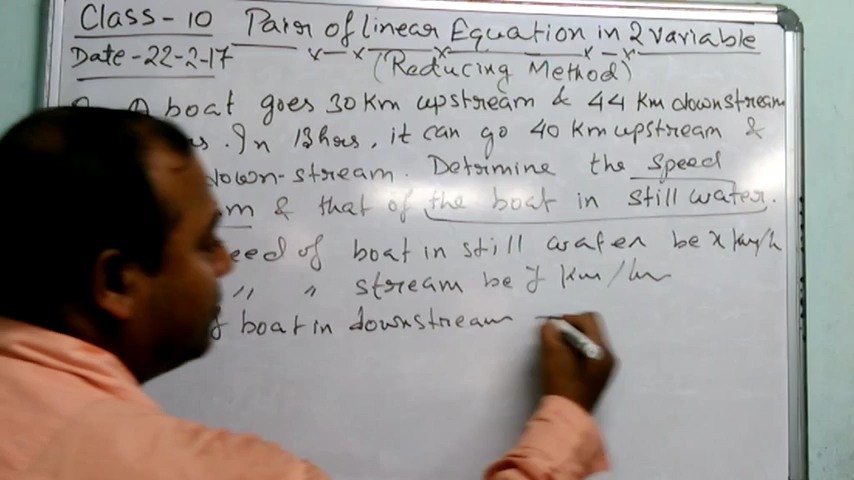 Class - 10 Pair of linear Equation in 2 variable
Date - 22-2-17 (Reducing Method)
A boat goes 30 Km upstream & 44 Km downstream
. In 13 hrs, it can go 40 Km upstream &
down-stream. Determine the speed
& that of the boat in still water.
of boat in still water be x km/h
" " stream be y km/hr
boat in downstream